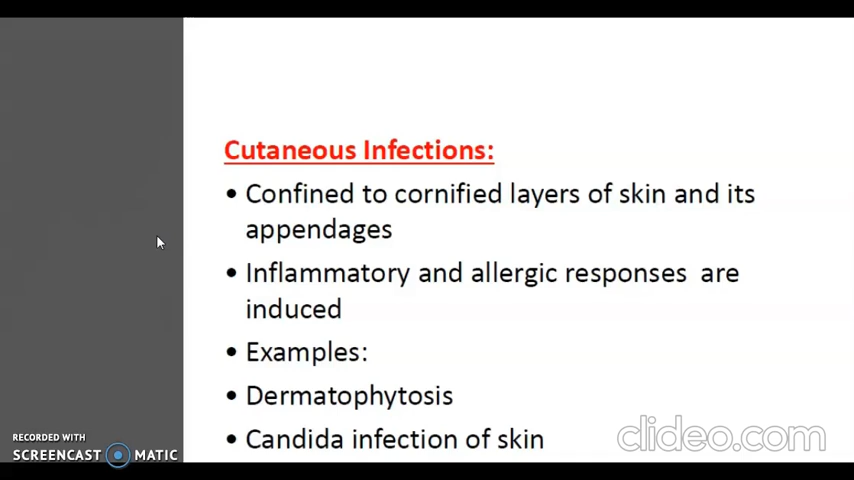 Cutaneous Infections:
• Confined to cornified layers of skin and its
appendages
• Inflammatory and allergic responses are
induced
• Examples:
• Dermatophytosis
• Candida infection of skin
RECORDED WITH
SCREENCAST MATIC
clideo.com